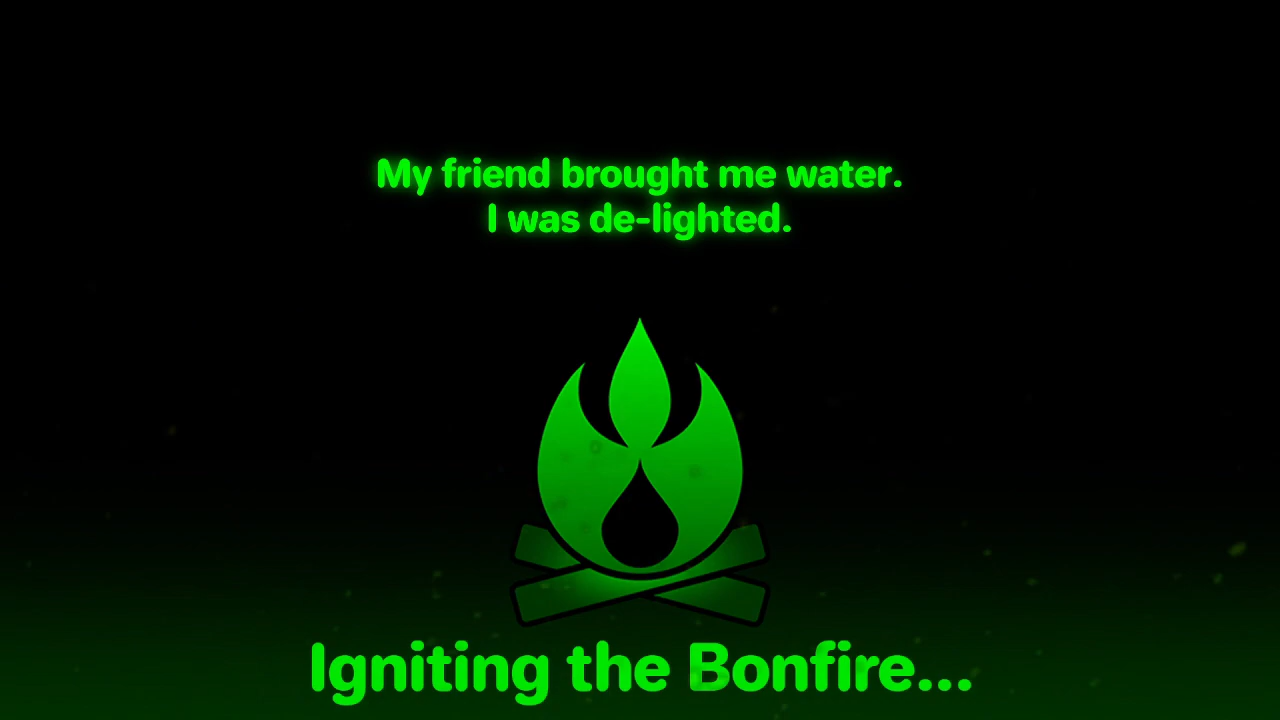 My friend brought me water.
I was de-lighted.
Igniting the Bonfire...